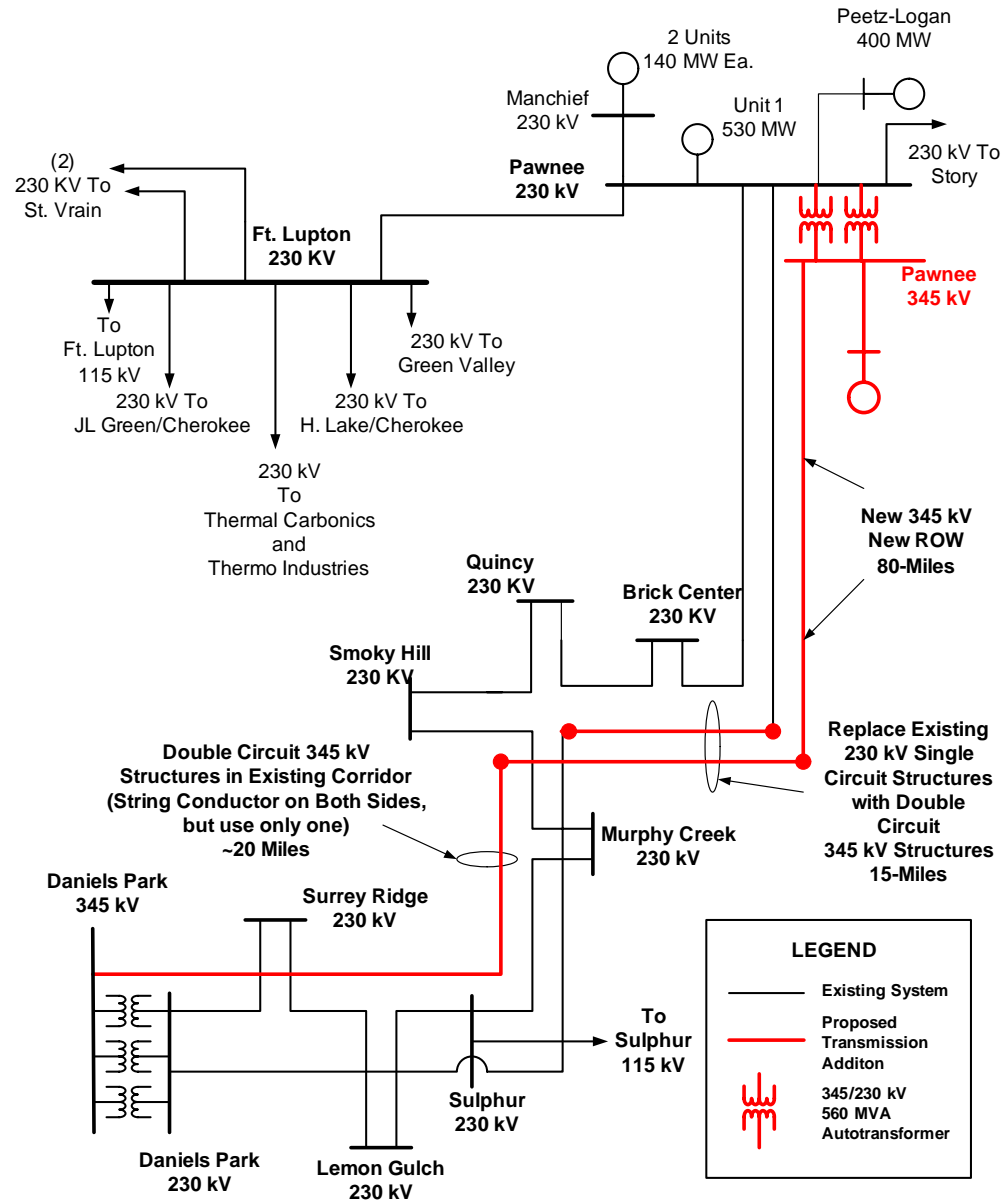 Peetz-Logan
400 MW
2 Units
140 MW Ea.
Manchief
230 kV
Unit 1
530 MW
Pawnee
230 kV
230 kV To
Story
(2)
230 KV To
St. Vrain
Ft. Lupton
230 KV
Pawnee
345 kV
To
Ft. Lupton
115 kV
230 kV To
Green Valley
230 kV To
JL Green/Cherokee
230 kV To
H. Lake/Cherokee
230 kV
To
Thermal Carbonics
and
Thermo Industries
New 345 kV
New ROW
80-Miles
Quincy
230 KV
Brick Center
230 KV
Smoky Hill
230 KV
Double Circuit 345 kV
Structures in Existing Corridor
(String Conductor on Both Sides,
but use only one)
~20 Miles
Replace Existing
230 kV Single
Circuit Structures
with Double
Circuit
345 kV Structures
15-Miles
Murphy Creek
230 kV
Daniels Park
345 kV
Surrey Ridge
230 kV
To
Sulphur
115 kV
Sulphur
230 kV
Daniels Park
230 kV
Lemon Gulch
230 kV
LEGEND
Existing System
Proposed
Transmission
Additon
345/230 kV
560 MVA
Autotransformer